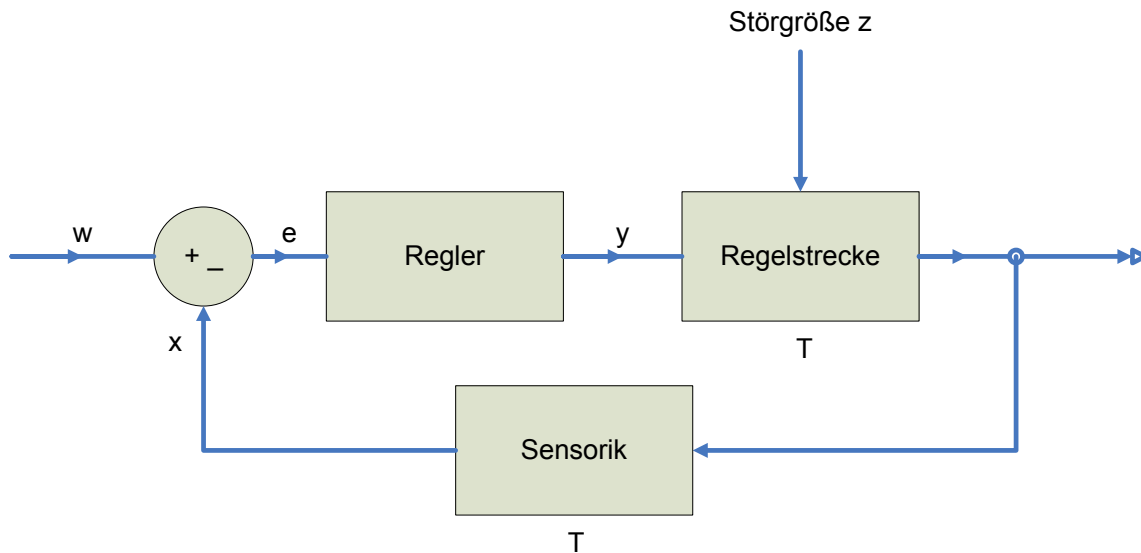 Störgröße z
w
+ _
e
Regler
y
Regelstrecke
x
T
Sensorik
T